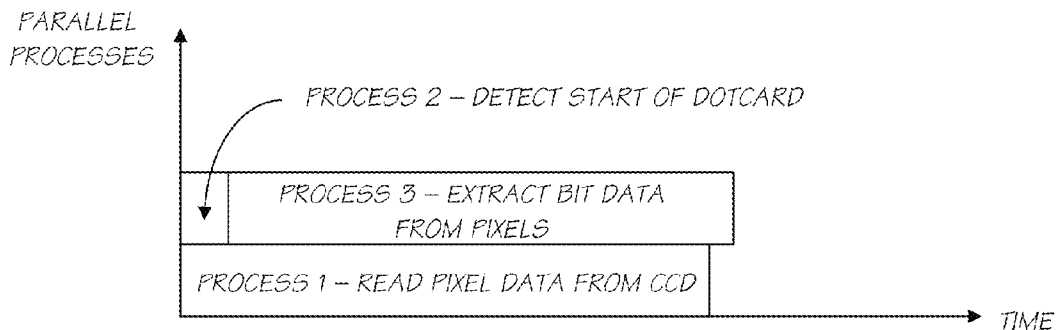 PARALLEL
PROCESSES
PROCESS 2 – DETECT START OF DOTCARD
PROCESS 3 – EXTRACT BIT DATA
FROM PIXELS
PROCESS 1 – READ PIXEL DATA FROM CCD
TIME